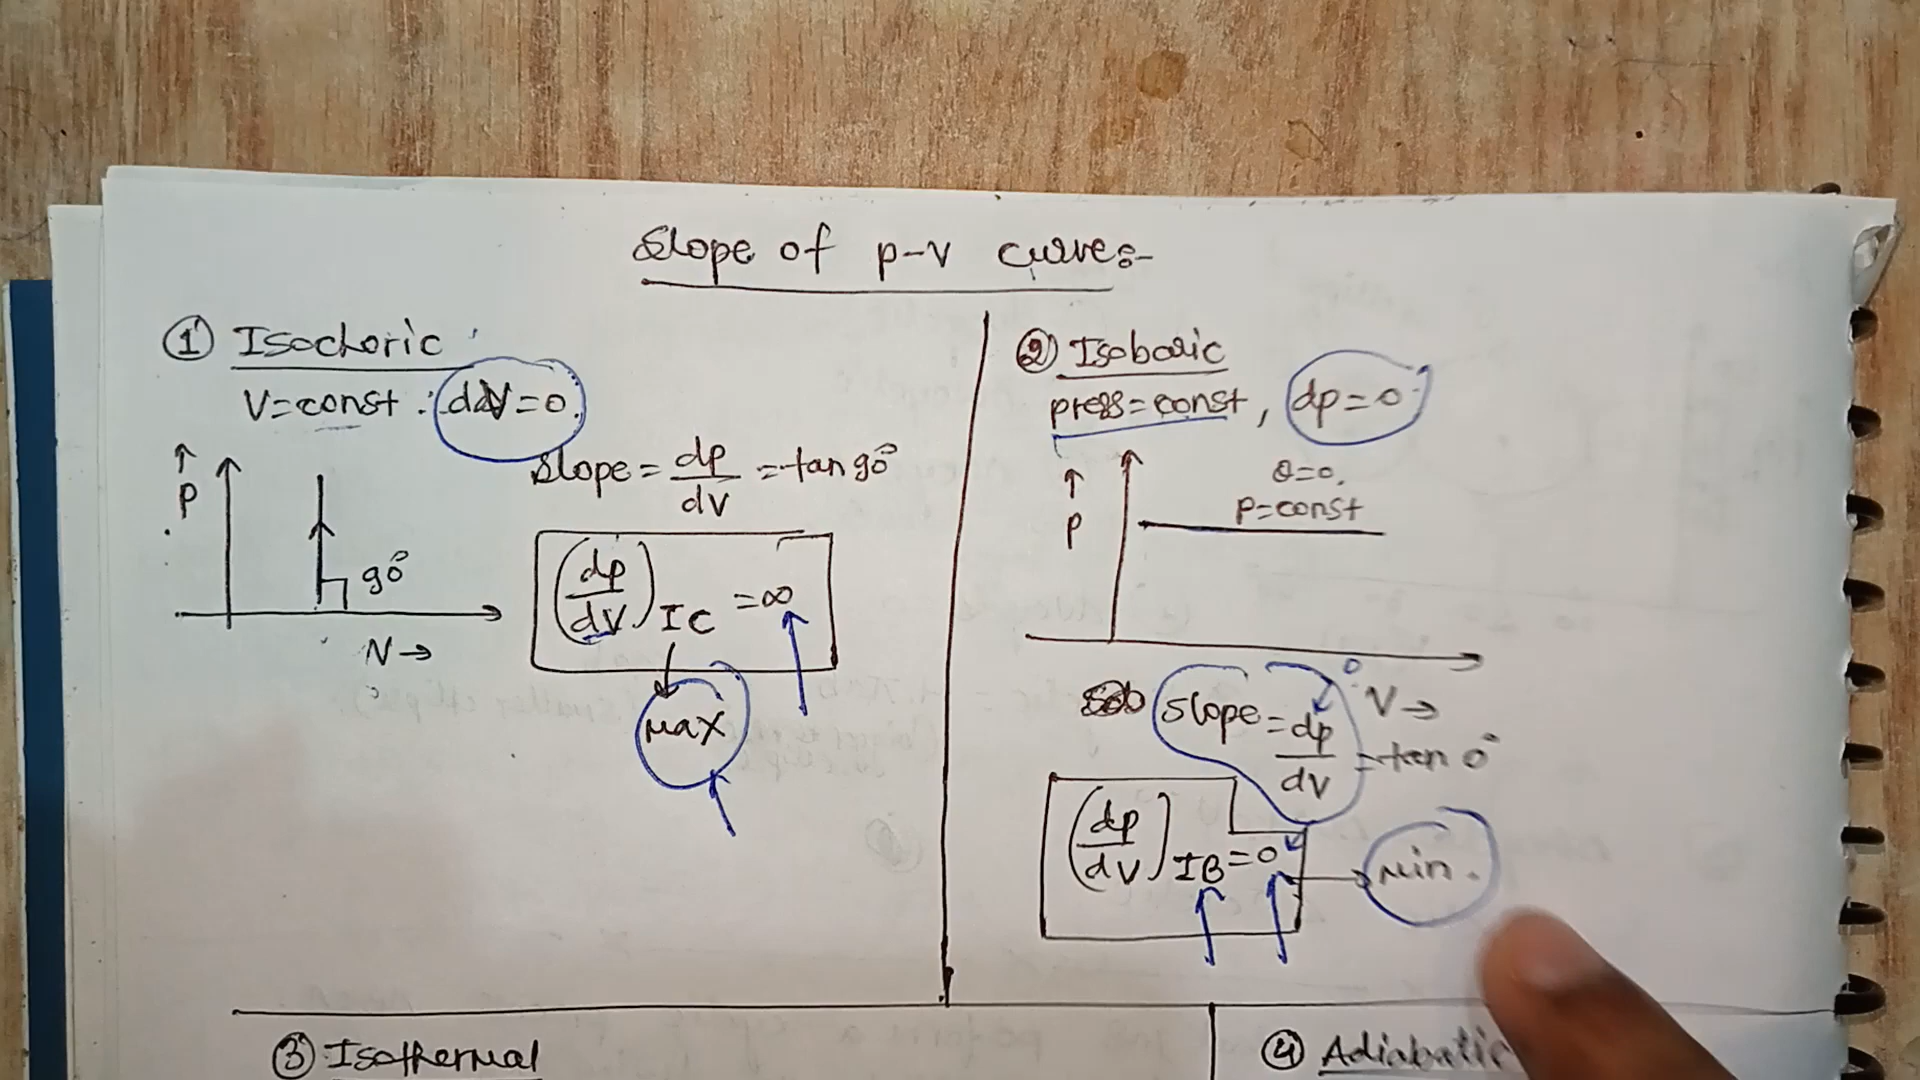 Slope of P-V curves:-
① Isochoric
V=const. dV=0.
Slope = dp/dV = tan 90°
↑ P
90°
V→
(dp/dV) IC = ∞
Max
② Isobaric
press=const, dp=0
θ=0.
P=const
↑ P
V→
0
Slope = dp/dV = tan 0°
(dp/dV) IB = 0 → Min.
③ Isothermal
④ Adiabatic